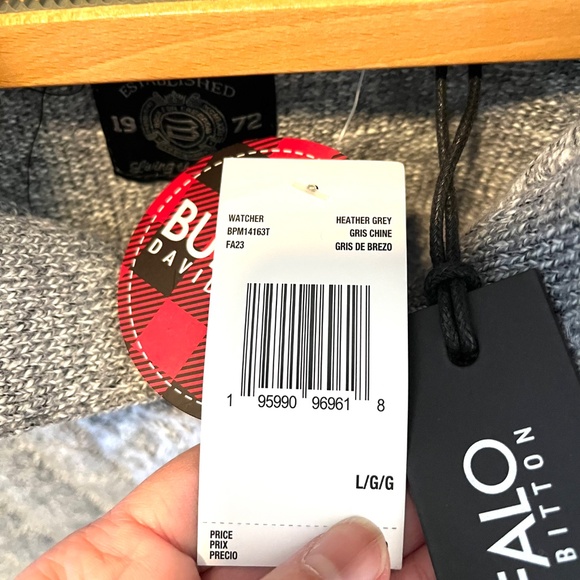 ESTABLISHED
19 72
BU
DAVI
WATCHER
BPM14163T
FA23
HEATHER GREY
GRIS CHINE
GRIS DE BREZO
1 95990 96961 8
L/G/G
PRICE
PRIX
PRECIO
FALO
BITTON